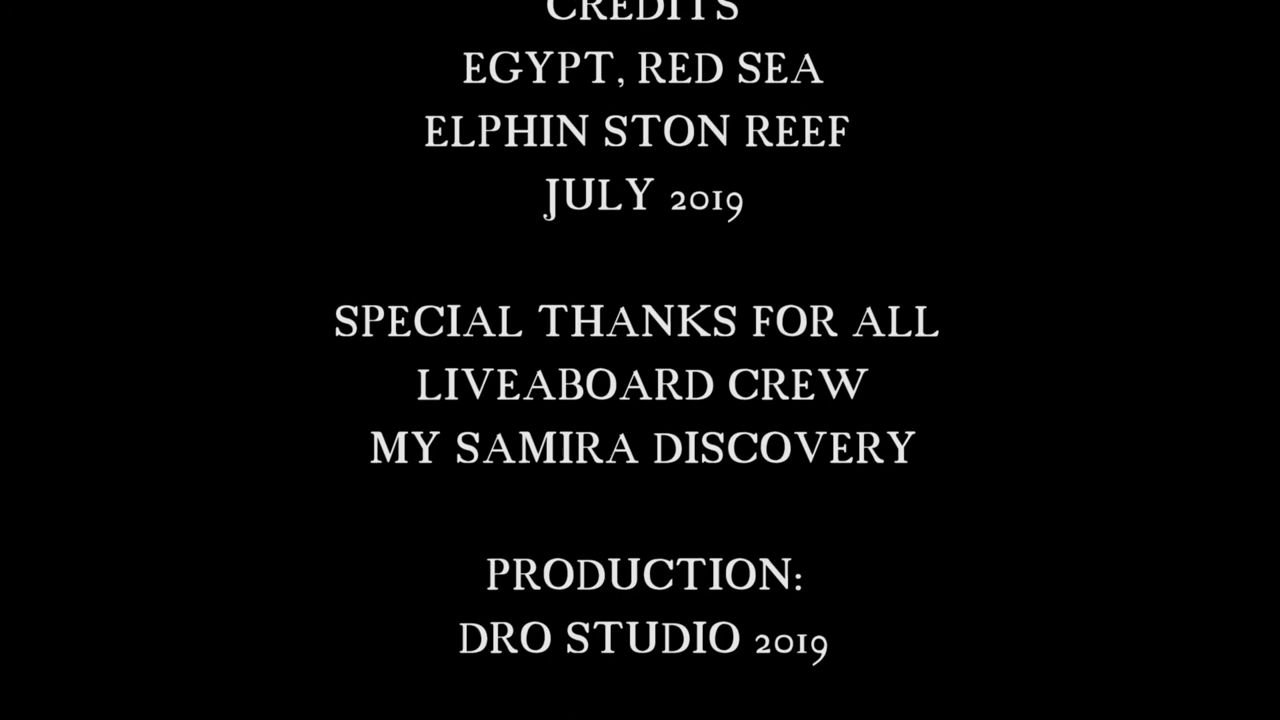 CREDITS
EGYPT, RED SEA
ELPHIN STON REEF
JULY 2019
SPECIAL THANKS FOR ALL
LIVEABOARD CREW
MY SAMIRA DISCOVERY
PRODUCTION:
DRO STUDIO 2019